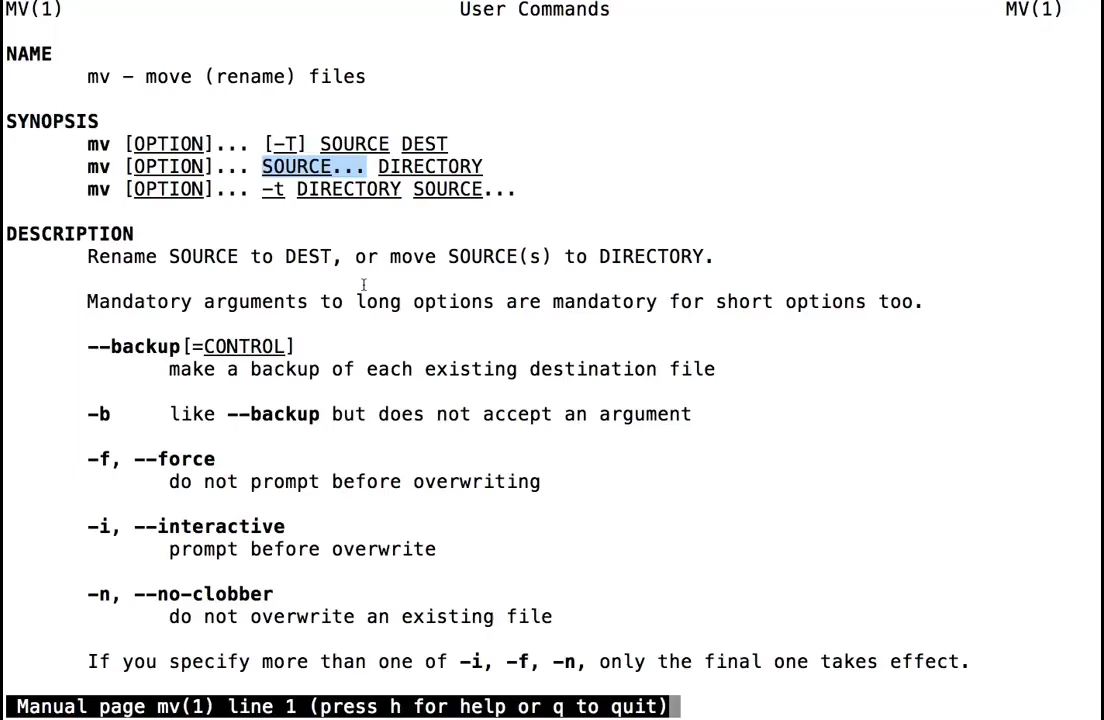 MV(1) User Commands MV(1)
NAME
mv – move (rename) files
SYNOPSIS
mv [OPTION]... [–T] SOURCE DEST
mv [OPTION]... SOURCE... DIRECTORY
mv [OPTION]... –t DIRECTORY SOURCE...
DESCRIPTION
Rename SOURCE to DEST, or move SOURCE(s) to DIRECTORY.
Mandatory arguments to long options are mandatory for short options too.
––backup[=CONTROL]
make a backup of each existing destination file
–b like ––backup but does not accept an argument
–f, ––force
do not prompt before overwriting
–i, ––interactive
prompt before overwrite
–n, ––no–clobber
do not overwrite an existing file
If you specify more than one of –i, –f, –n, only the final one takes effect.
Manual page mv(1) line 1 (press h for help or q to quit)